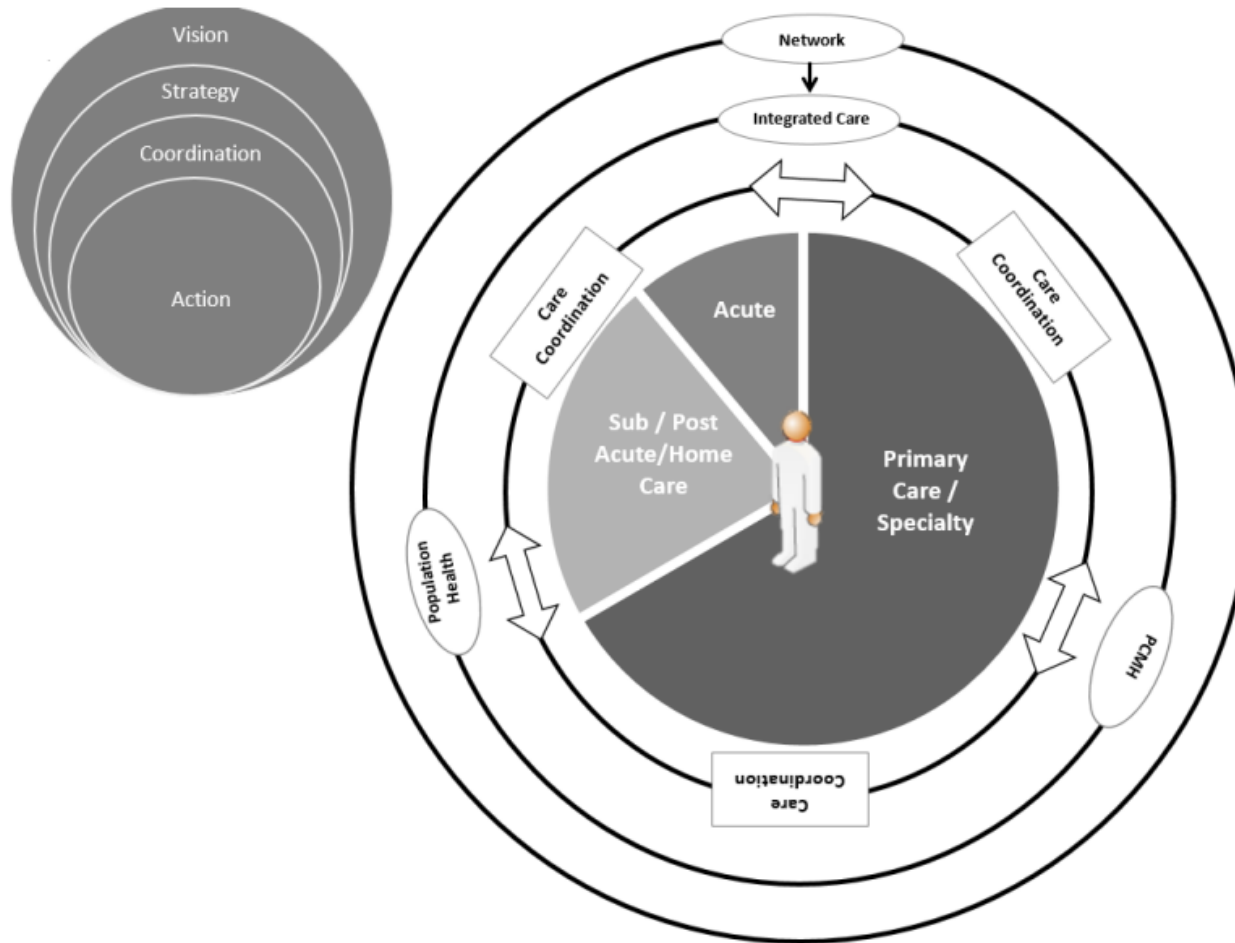 Vision
Strategy
Coordination
Action
Network
Integrated Care
Care
Coordination
Care
Coordination
Acute
Sub / Post
Acute/Home
Care
Primary
Care /
Specialty
Population
Health
PCMH
Care
Coordination